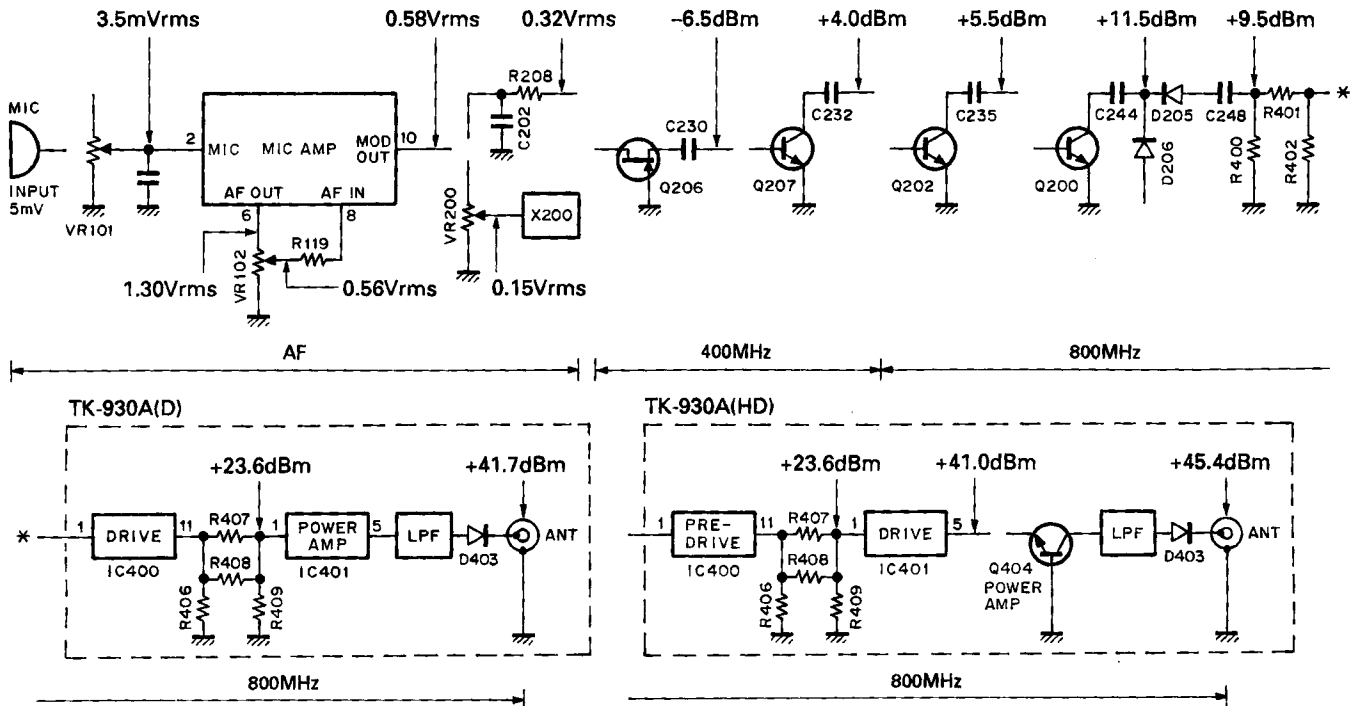 3.5mVrms 0.58Vrms 0.32Vrms -6.5dBm +4.0dBm +5.5dBm +11.5dBm +9.5dBm
MIC
INPUT
5mV
VR101
2
MIC
MIC AMP
MOD
OUT
10
AF OUT
AF IN
6
8
R119
VR102
1.30Vrms
0.56Vrms
R208
C202
VR200
X200
0.15Vrms
C230
Q206
C232
Q207
C235
Q202
C244
D205
C248
R401
*
Q200
D206
R400
R402
AF
400MHz
800MHz
TK-930A(D)
+23.6dBm
+41.7dBm
*
1
DRIVE
11
IC400
R407
R408
R406
R409
1
POWER
AMP
5
IC401
LPF
D403
ANT
800MHz
TK-930A(HD)
+23.6dBm
+41.0dBm
+45.4dBm
1
PRE-
DRIVE
11
IC400
R407
R408
R406
R409
1
DRIVE
5
IC401
Q404
POWER
AMP
LPF
D403
ANT
800MHz